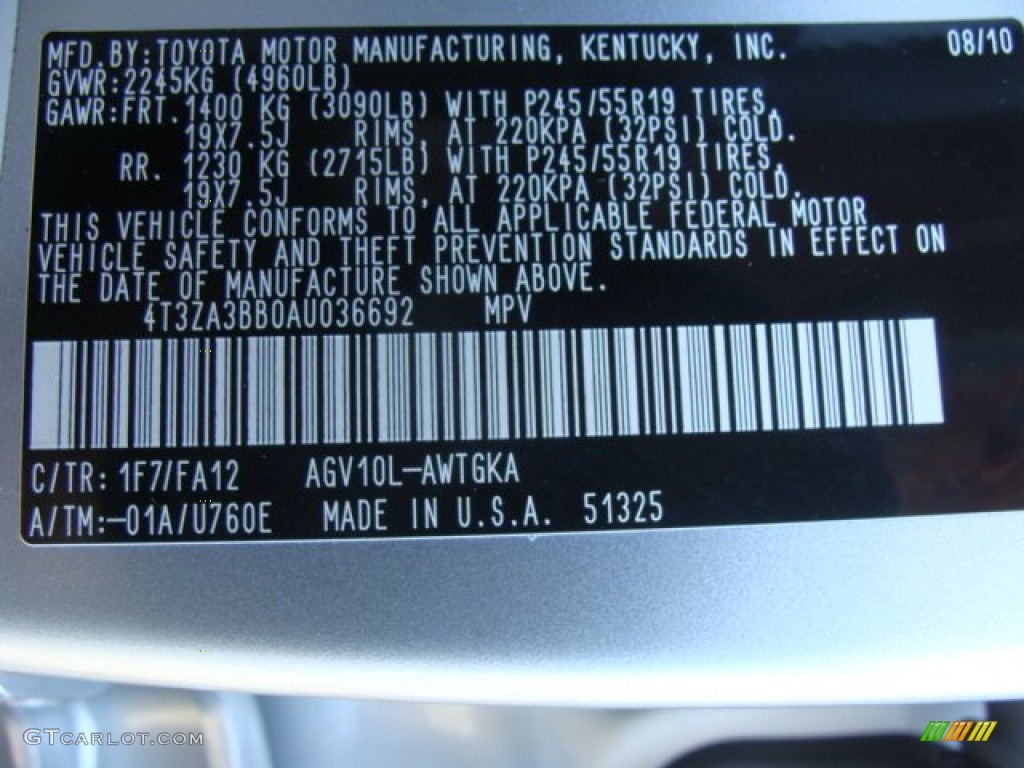 MFD.BY:TOYOTA MOTOR MANUFACTURING, KENTUCKY, INC. 08/10
GVWR:2245KG (4960LB)
GAWR:FRT. 1400 KG (3090LB) WITH P245/55R19 TIRES,
19X7.5J RIMS, AT 220KPA (32PSI) COLD.
RR. 1230 KG (2715LB) WITH P245/55R19 TIRES,
19X7.5J RIMS, AT 220KPA (32PSI) COLD.
THIS VEHICLE CONFORMS TO ALL APPLICABLE FEDERAL MOTOR
VEHICLE SAFETY AND THEFT PREVENTION STANDARDS IN EFFECT ON
THE DATE OF MANUFACTURE SHOWN ABOVE.
4T3ZA3BB0AU036692 MPV
C/TR: 1F7/FA12 AGV10L-AWTGKA
A/TM:-01A/U760E MADE IN U.S.A. 51325
GTCARLOT.COM